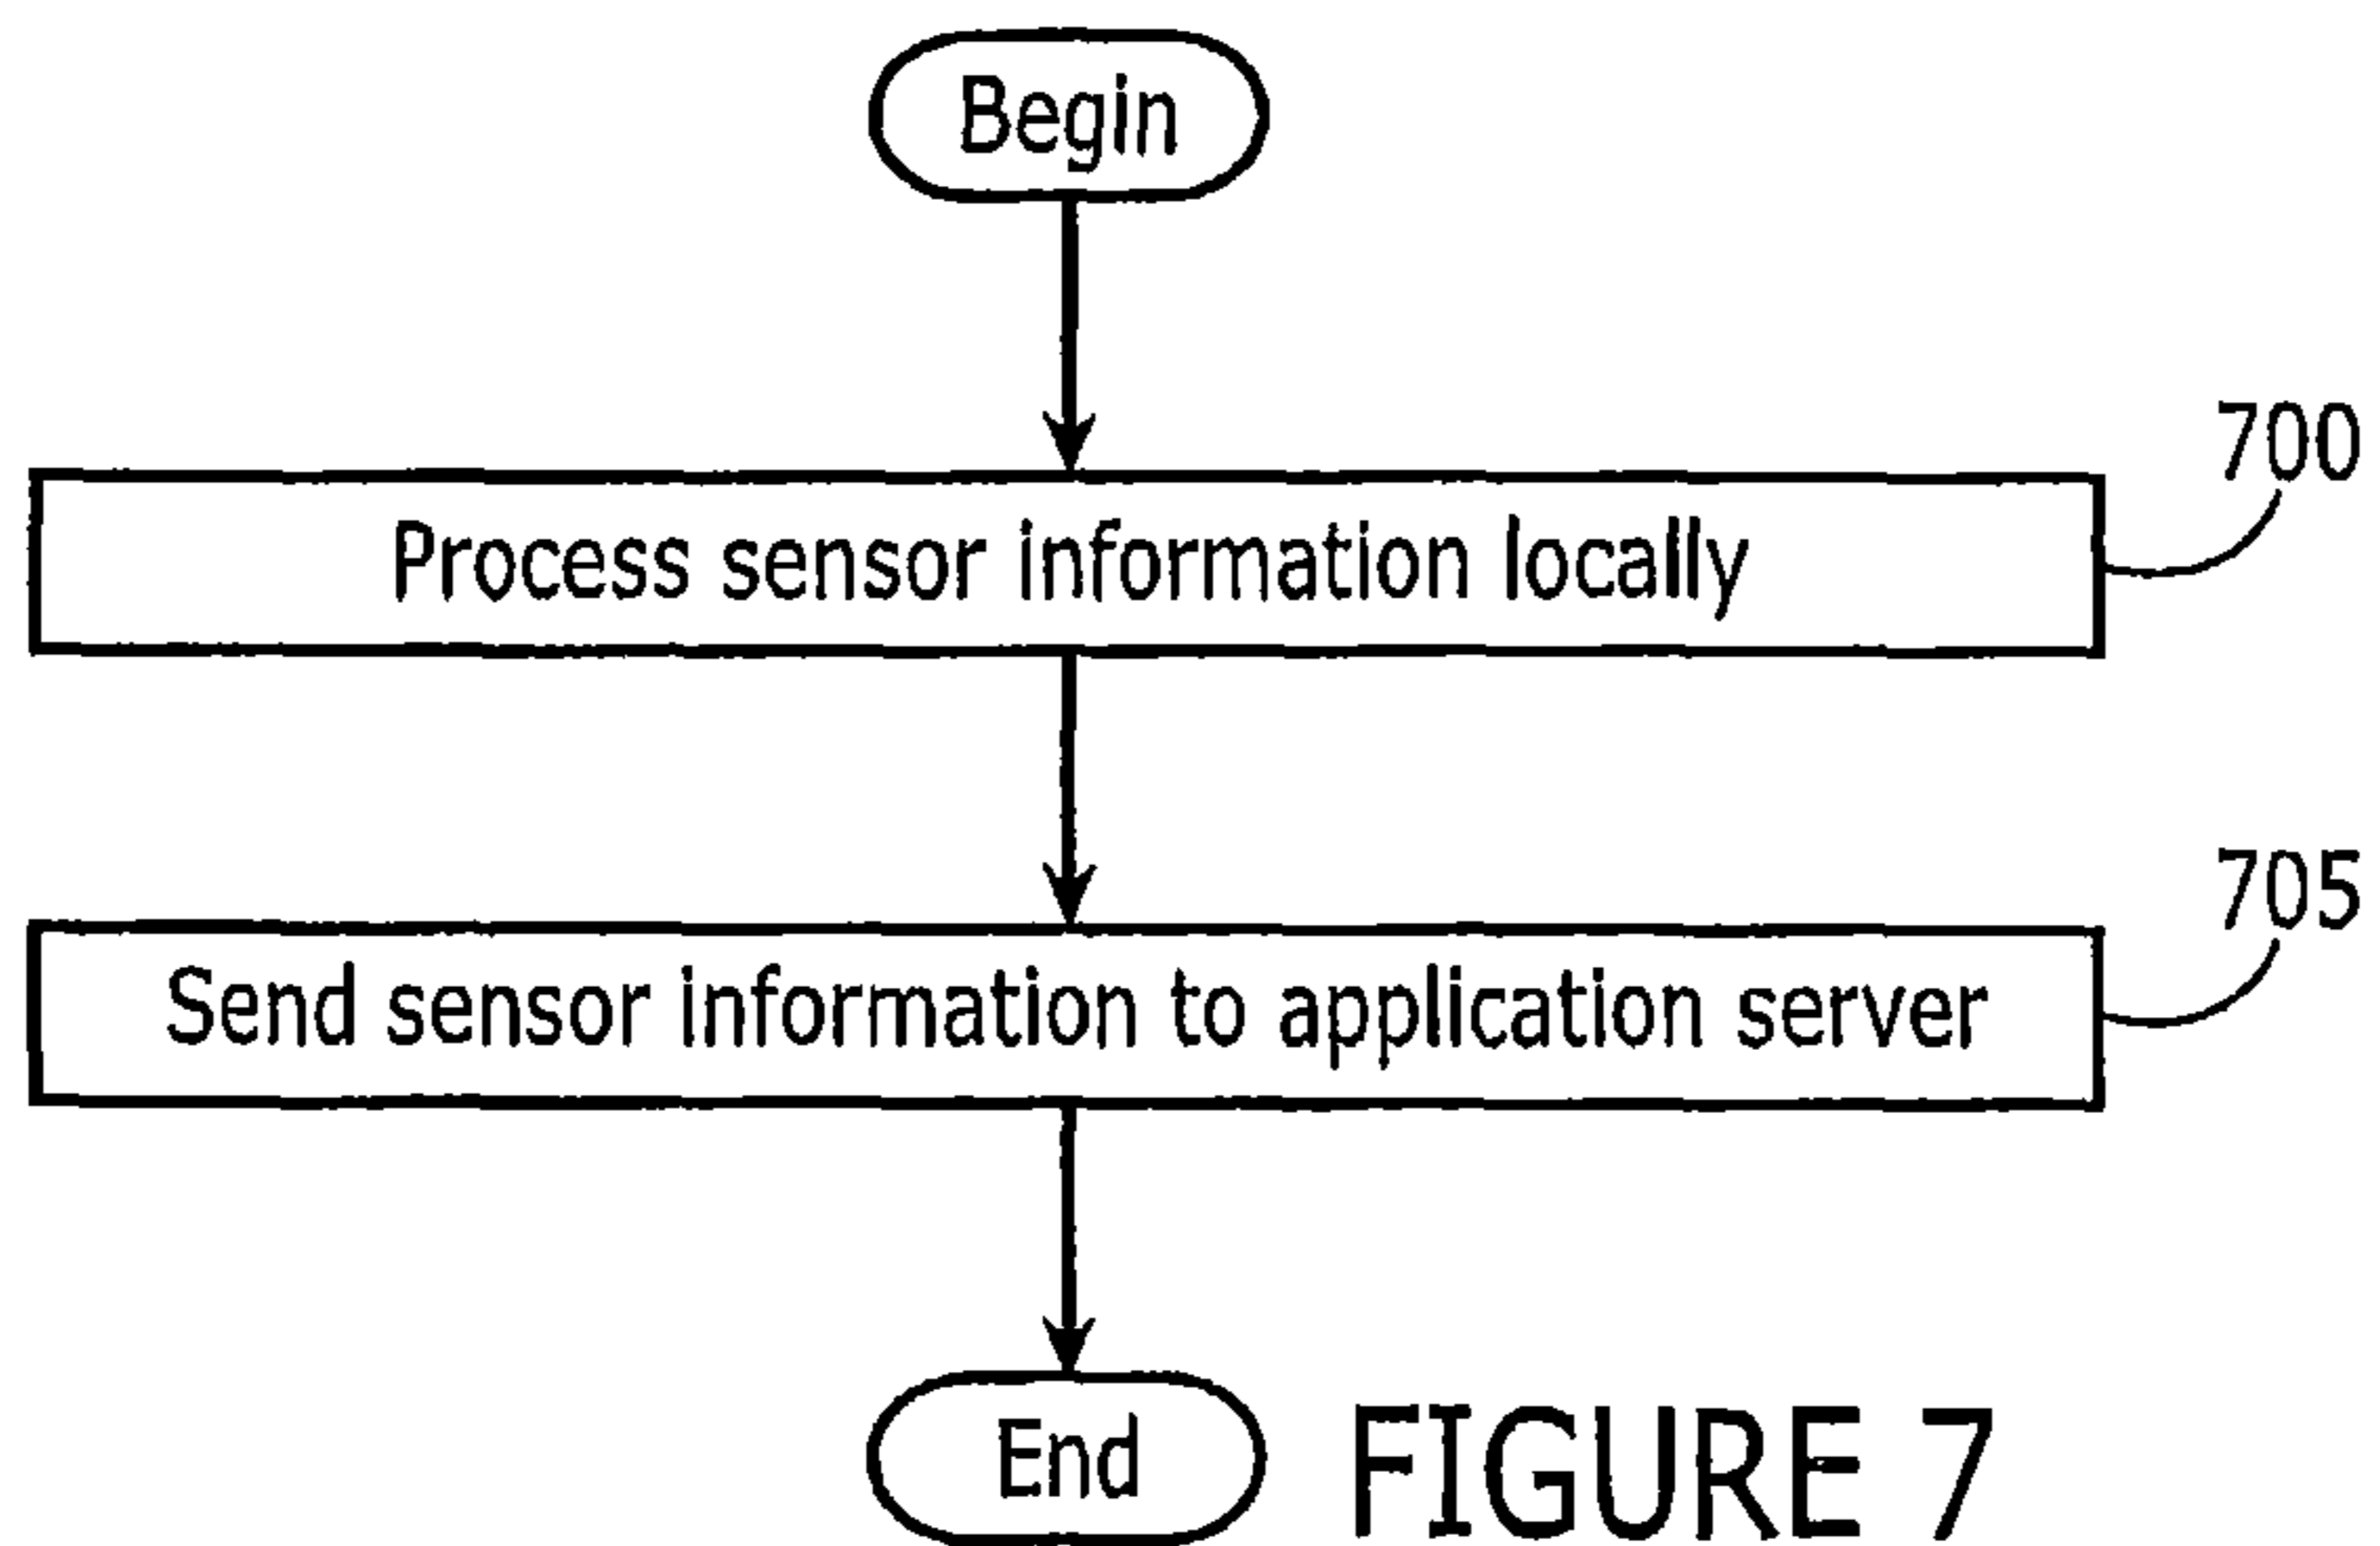 Begin
700
Process sensor information locally
705
Send sensor information to application server
End
FIGURE 7